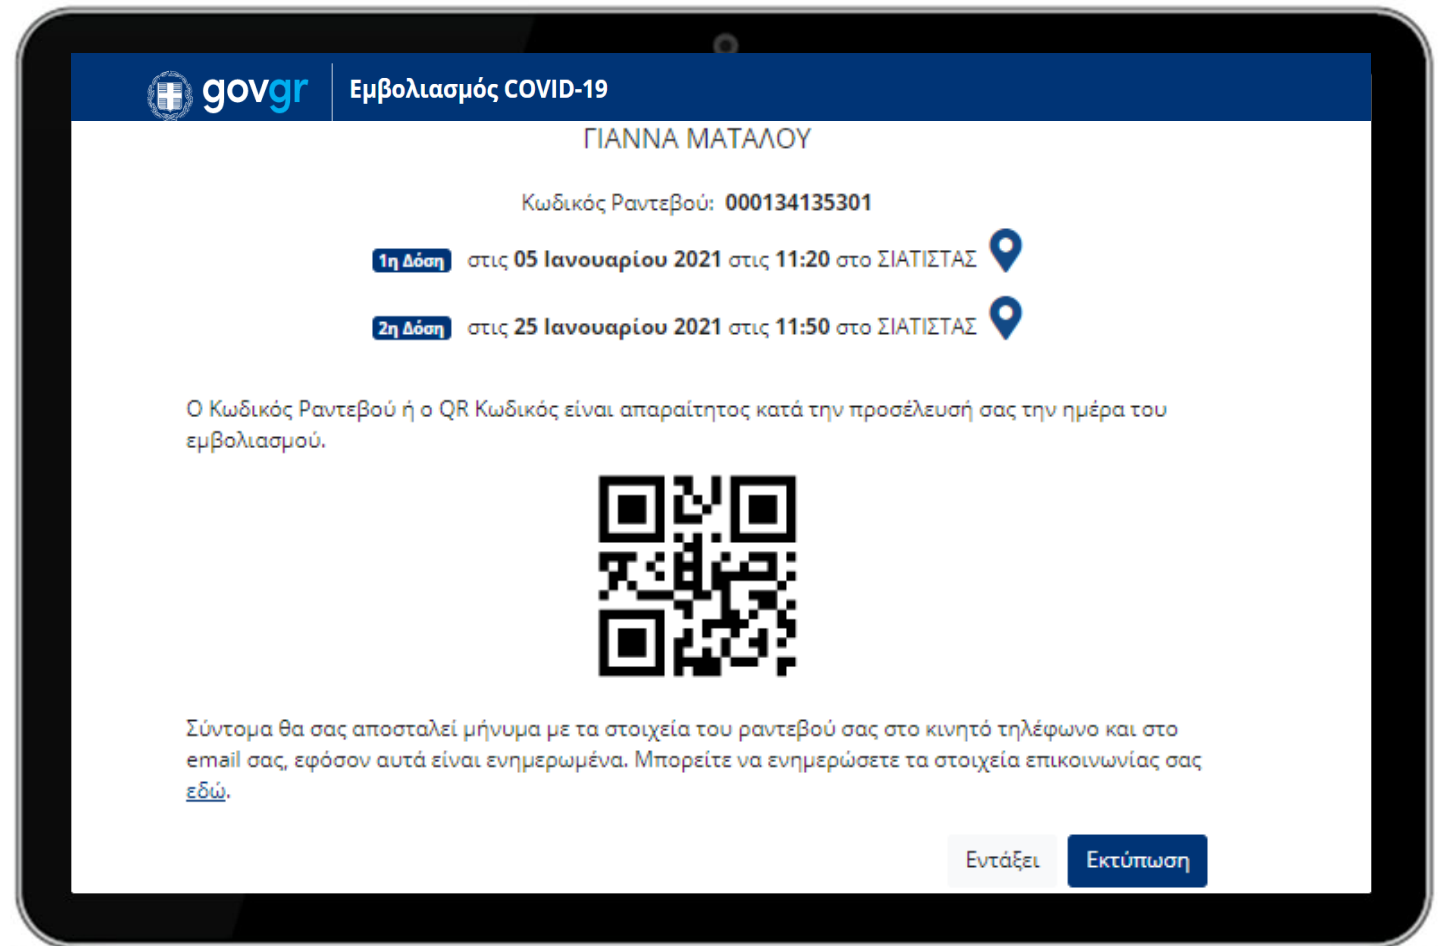 govgr Εμβολιασμός COVID-19
ΓΙΑΝΝΑ ΜΑΤΑΛΟΥ
Κωδικός Ραντεβού: 000134135301
1η Δόση στις 05 Ιανουαρίου 2021 στις 11:20 στο ΣΙΑΤΙΣΤΑΣ
2η Δόση στις 25 Ιανουαρίου 2021 στις 11:50 στο ΣΙΑΤΙΣΤΑΣ
Ο Κωδικός Ραντεβού ή ο QR Κωδικός είναι απαραίτητος κατά την προσέλευσή σας την ημέρα του
εμβολιασμού.
Σύντομα θα σας αποσταλεί μήνυμα με τα στοιχεία του ραντεβού σας στο κινητό τηλέφωνο και στο
email σας, εφόσον αυτά είναι ενημερωμένα. Μπορείτε να ενημερώσετε τα στοιχεία επικοινωνίας σας
εδώ.
Εντάξει Εκτύπωση